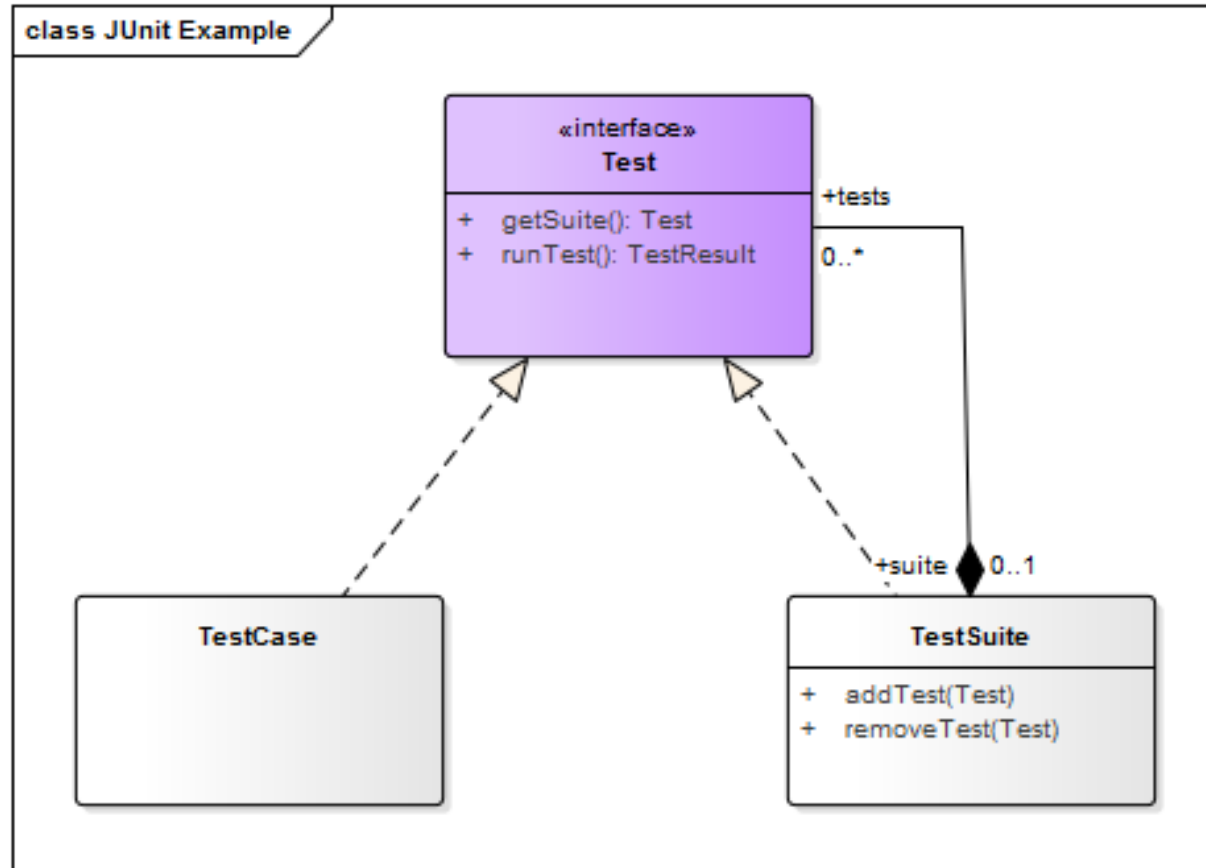 class JUnit Example
«interface»
Test
+ getSuite(): Test
+ runTest(): TestResult
+tests
0..*
+suite
0..1
TestCase
TestSuite
+ addTest(Test)
+ removeTest(Test)